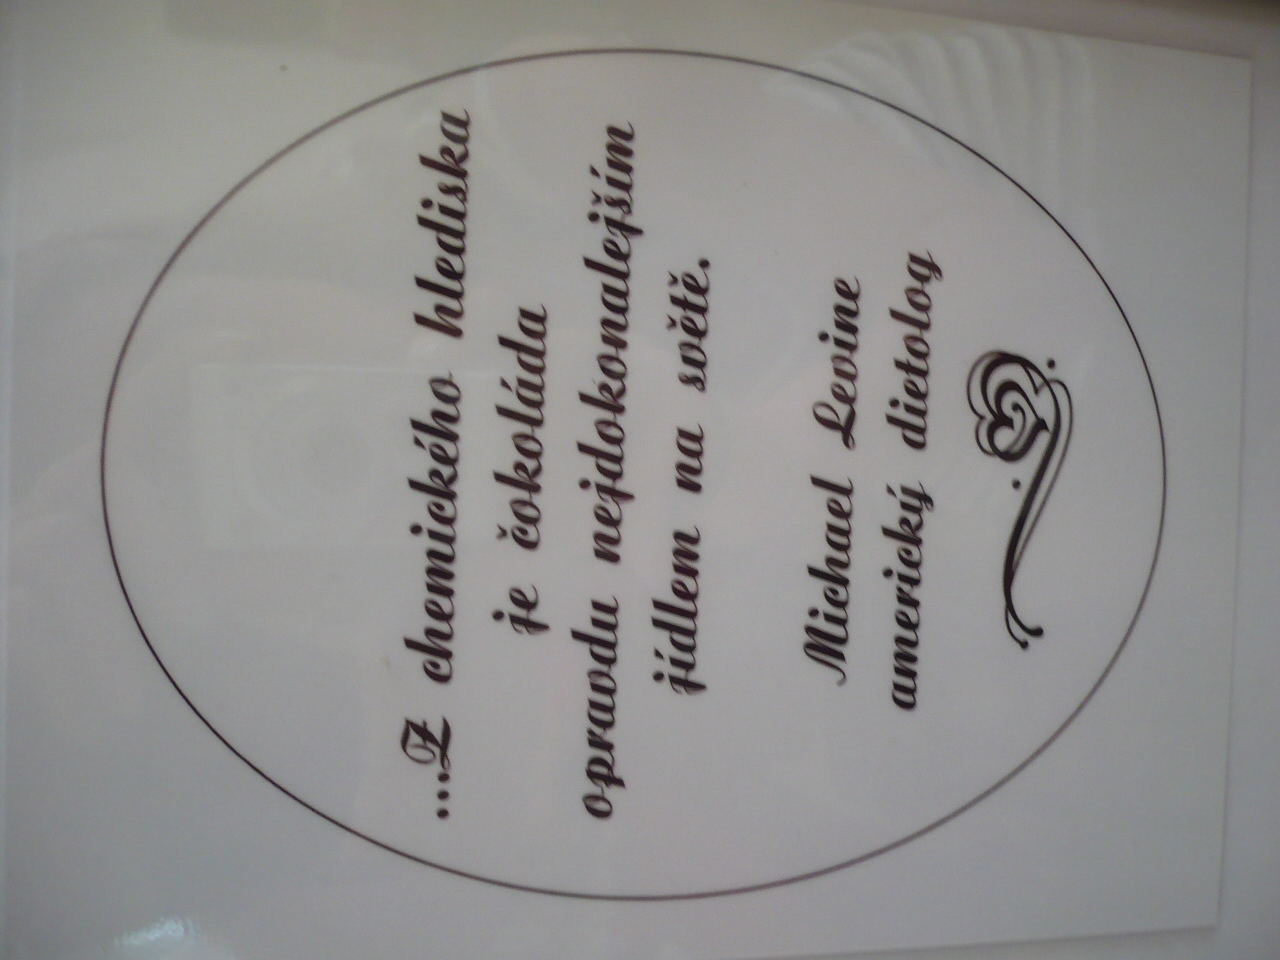 ...Z chemického hlediska
je čokoláda
opravdu nejdokonalejším
jídlem na světě.
Michael Levine
americký dietolog